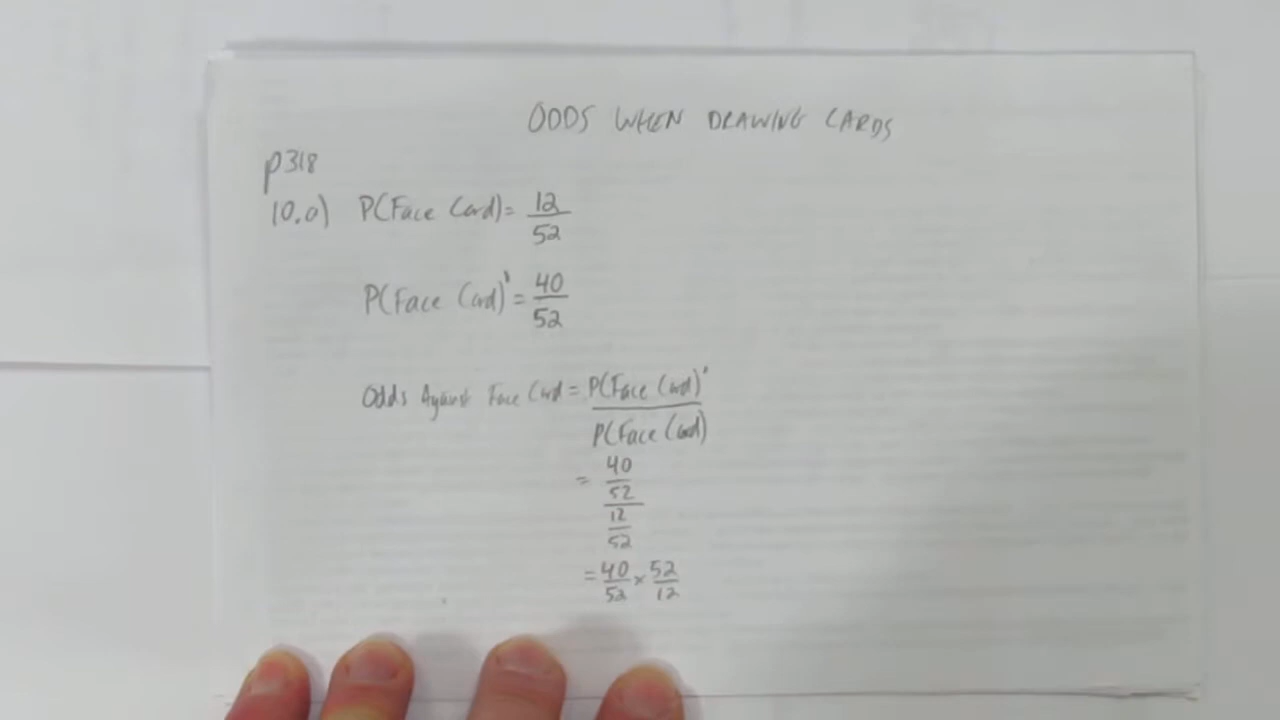 ODDS WHEN DRAWING CARDS
p318
10.a) P(Face Card) = 12/52
P(Face Card)' = 40/52
Odds Against Face Card = P(Face Card)' / P(Face Card)
= 40/52 / 12/52
= 40/52 × 52/12